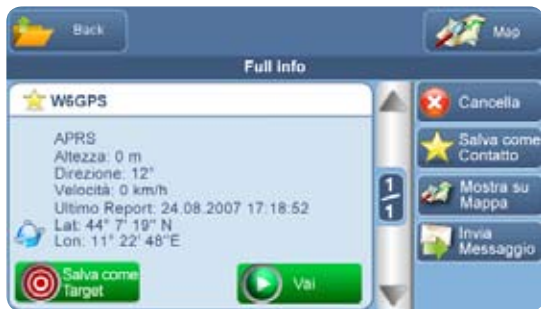 Back
Map
Full Info
W6GPS
APRS
Altezza: 0 m
Direzione: 12°
Velocità: 0 km/h
Ultimo Report: 24.08.2007 17:18:52
Lat: 44° 7' 19" N
Lon: 11° 22' 48"E
Salva come
Target
Vai
1
1
Cancella
Salva come
Contatto
Mostra su
Mappa
Invia
Messaggio